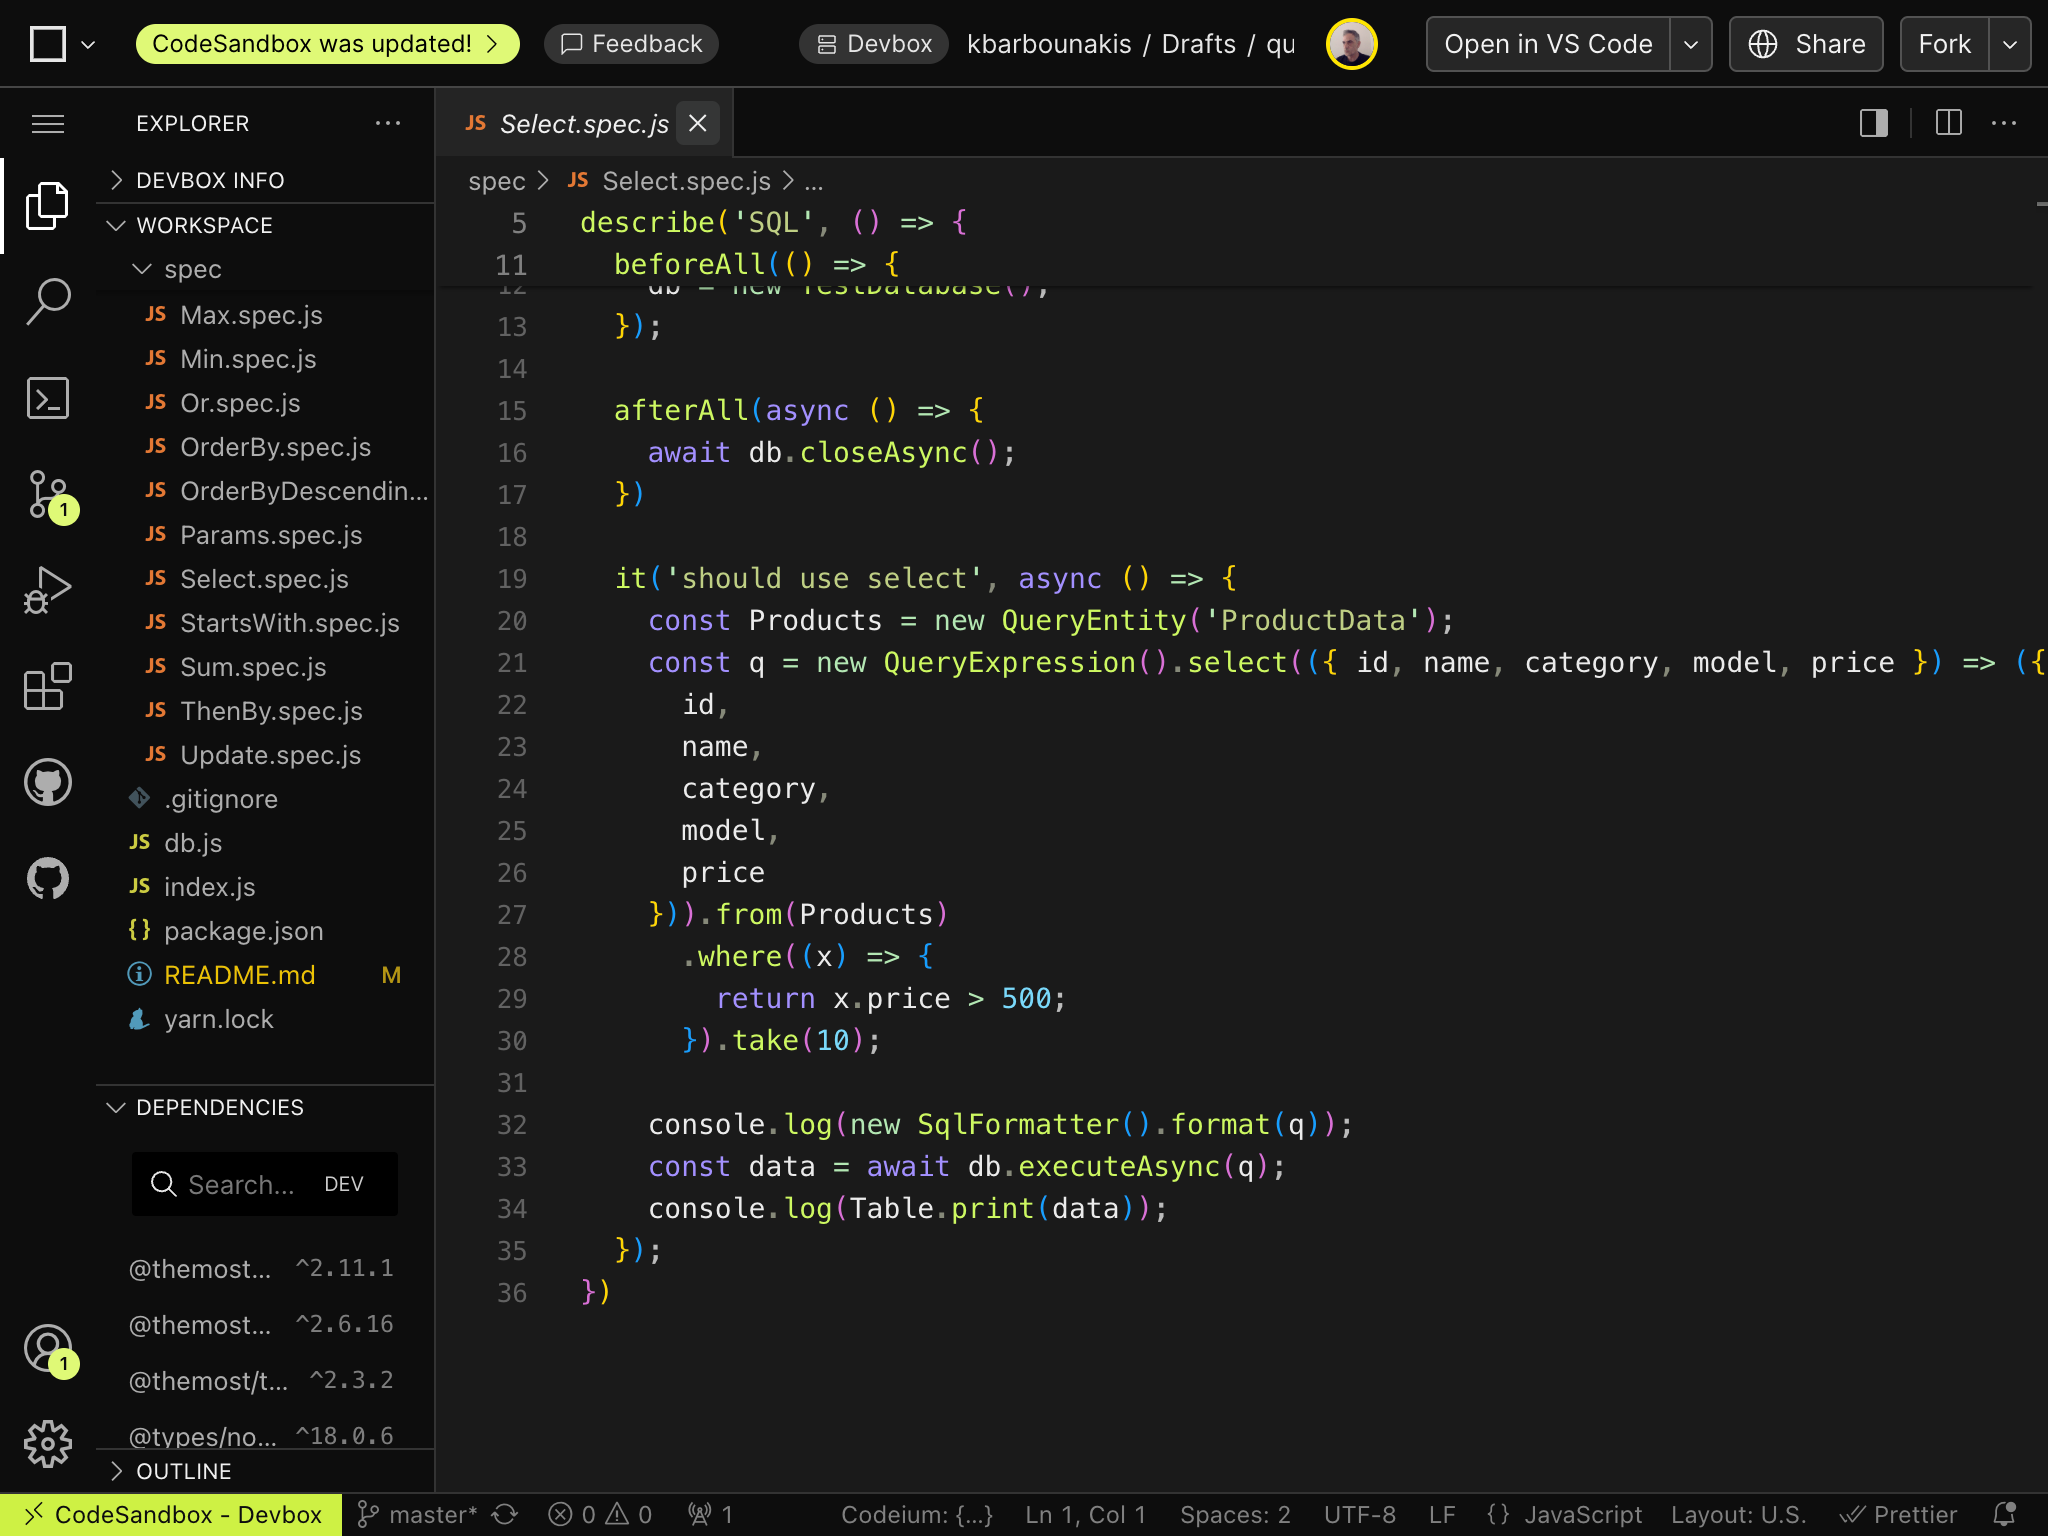 CodeSandbox was updated!
Feedback
Devbox
kbarbounakis / Drafts / qu
Open in VS Code
Share
Fork
EXPLORER
DEVBOX INFO
WORKSPACE
spec
JS Max.spec.js
JS Min.spec.js
JS Or.spec.js
JS OrderBy.spec.js
JS OrderByDescendin...
JS Params.spec.js
JS Select.spec.js
JS StartsWith.spec.js
JS Sum.spec.js
JS ThenBy.spec.js
JS Update.spec.js
.gitignore
JS db.js
JS index.js
{} package.json
README.md M
yarn.lock
1
DEPENDENCIES
Search... DEV
@themost... ^2.11.1
@themost... ^2.6.16
@themost/t... ^2.3.2
@types/no... ^18.0.6
1
OUTLINE
JS Select.spec.js
spec > JS Select.spec.js > ...
5 describe('SQL', () => {
11 beforeAll(() => {
12 db = new TestDatabase();
13 });
14
15 afterAll(async () => {
16 await db.closeAsync();
17 })
18
19 it('should use select', async () => {
20 const Products = new QueryEntity('ProductData');
21 const q = new QueryExpression().select(({ id, name, category, model, price }) => ({
22 id,
23 name,
24 category,
25 model,
26 price
27 })).from(Products)
28 .where((x) => {
29 return x.price > 500;
30 }).take(10);
31
32 console.log(new SqlFormatter().format(q));
33 const data = await db.executeAsync(q);
34 console.log(Table.print(data));
35 });
36 })
CodeSandbox - Devbox
master*
0 0
1
Codeium: {...}
Ln 1, Col 1
Spaces: 2
UTF-8
LF
{} JavaScript
Layout: U.S.
Prettier